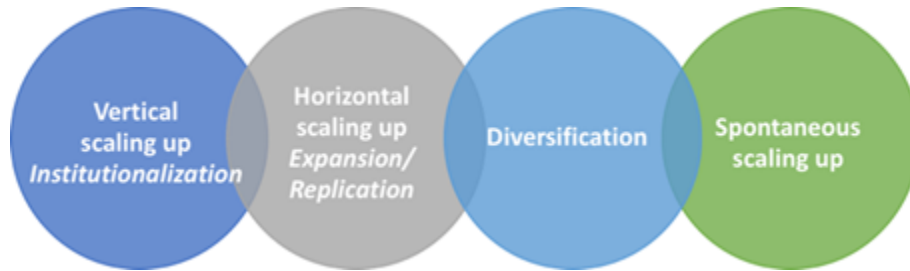 Vertical
scaling up
Institutionalization
Horizontal
scaling up
Expansion/
Replication
Diversification
Spontaneous
scaling up